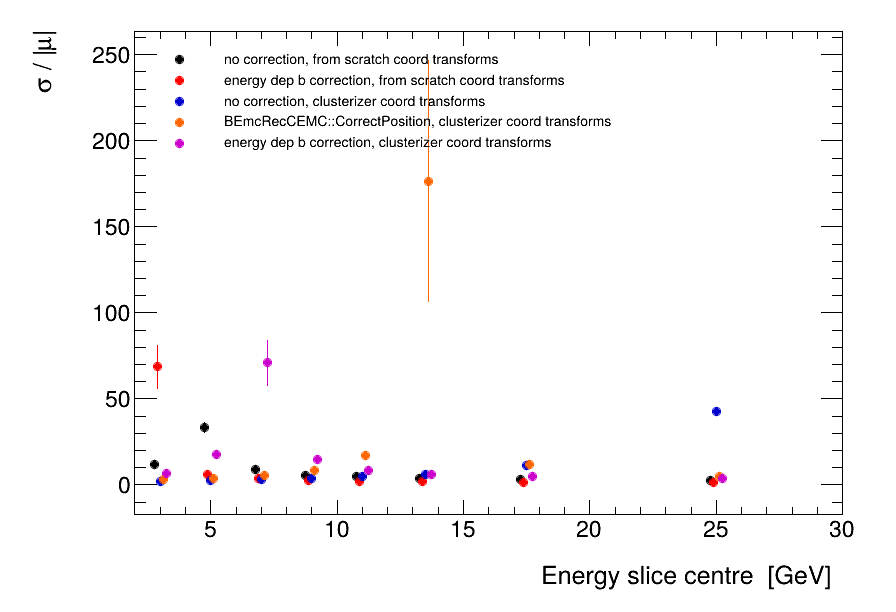 σ / |μ|
250
200
150
100
50
0
no correction, from scratch coord transforms
energy dep b correction, from scratch coord transforms
no correction, clusterizer coord transforms
BEmcRecCEMC::CorrectPosition, clusterizer coord transforms
energy dep b correction, clusterizer coord transforms
5 10 15 20 25 30
Energy slice centre [GeV]